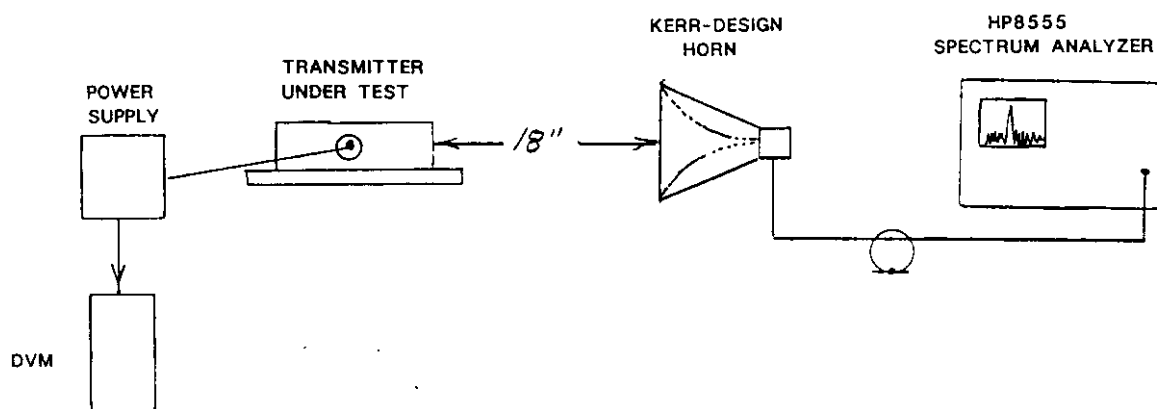 KERR-DESIGN
HORN
HP8555
SPECTRUM ANALYZER
TRANSMITTER
UNDER TEST
POWER
SUPPLY
18"
DVM